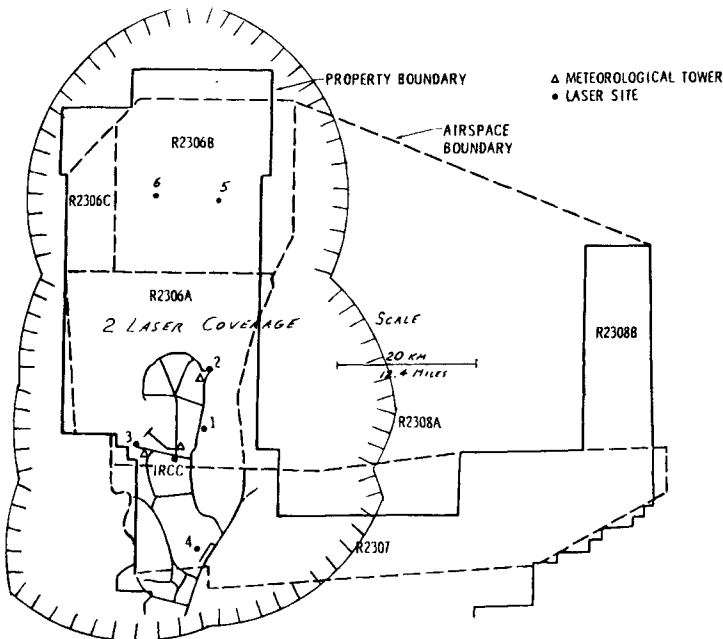 PROPERTY BOUNDARY
△ METEOROLOGICAL TOWER
● LASER SITE
AIRSPACE
BOUNDARY
R2306B
R2306C
6
5
R2306A
2 LASER COVERAGE
SCALE
20 KM
12.4 MILES
R2308B
2
R2308A
1
3
IRCC
4
R2307